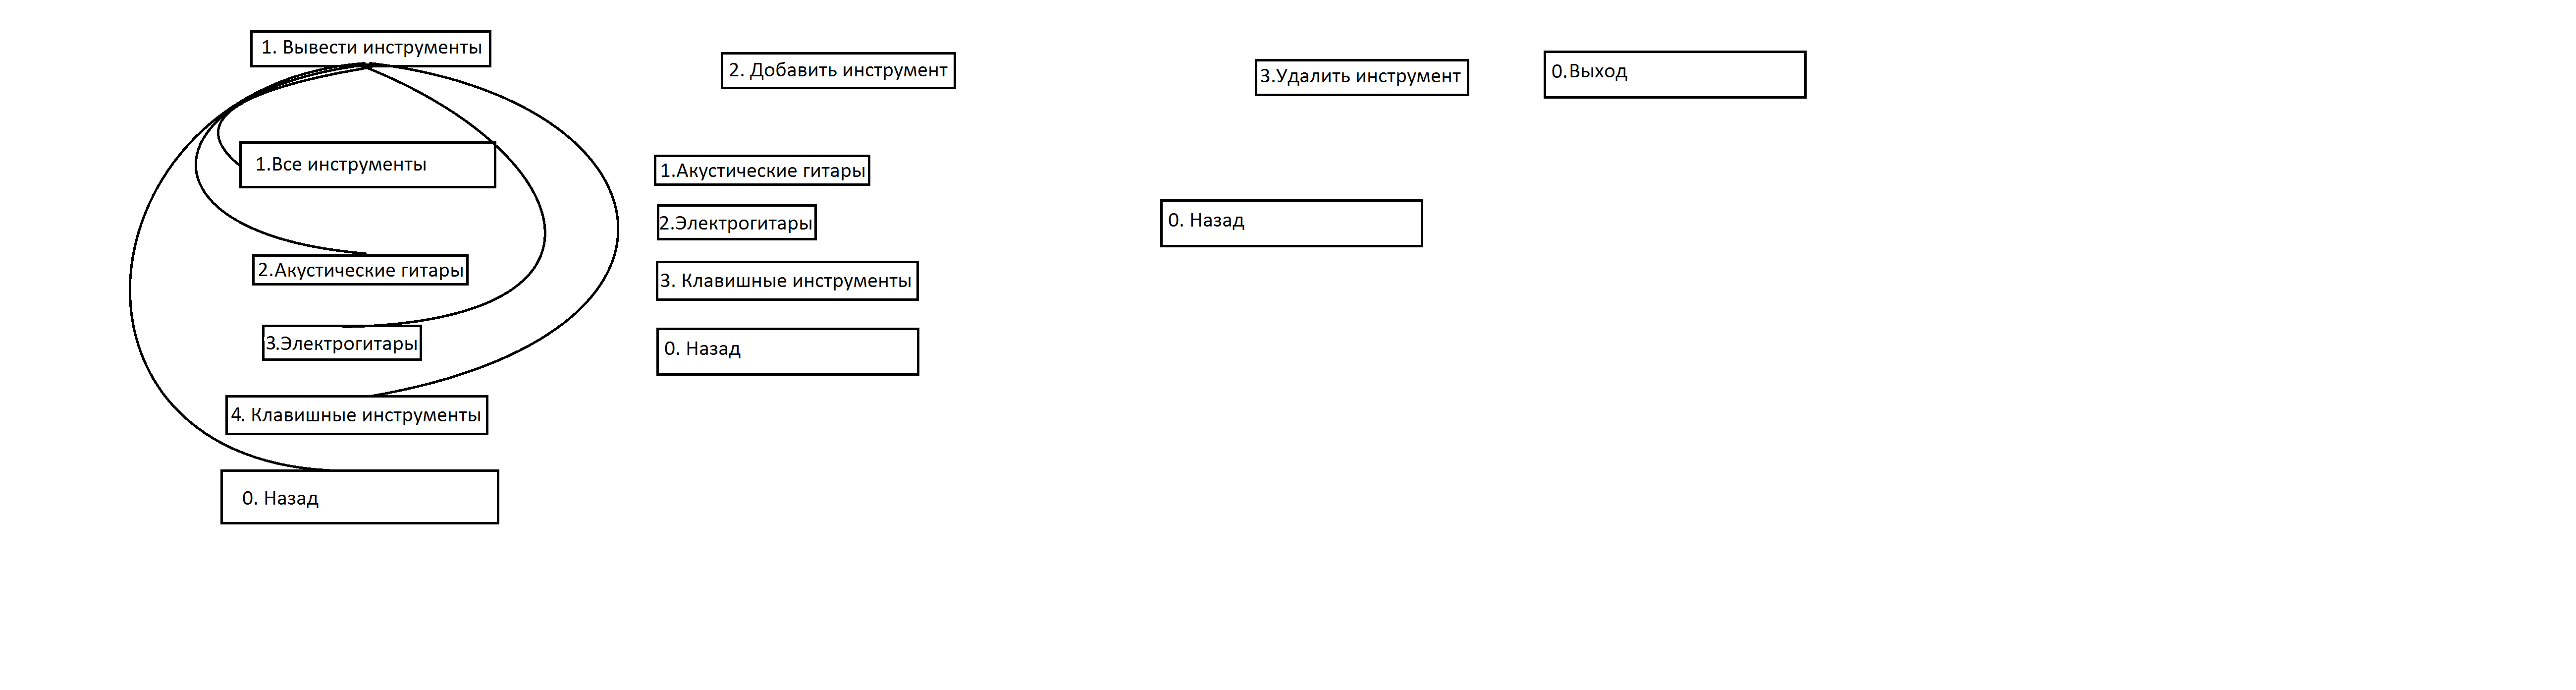 1. Вывести инструменты
2. Добавить инструмент
3.Удалить инструмент
0.Выход
1.Все инструменты
2.Акустические гитары
3.Электрогитары
4. Клавишные инструменты
0. Назад
1.Акустические гитары
2.Электрогитары
3. Клавишные инструменты
0. Назад
0. Назад